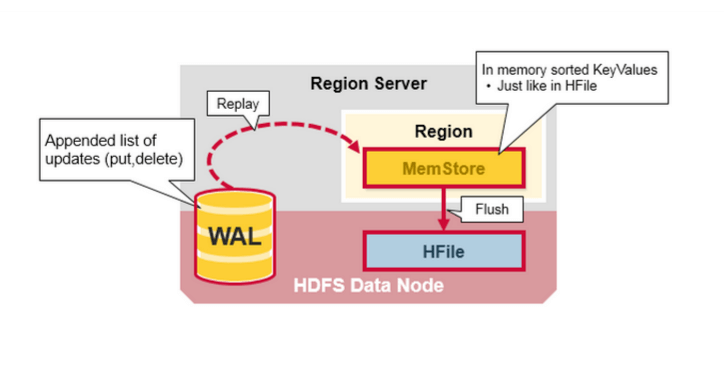 In memory sorted KeyValues
• Just like in HFile
Region Server
Replay
Region
Appended list of
updates (put,delete)
MemStore
Flush
WAL
HFile
HDFS Data Node